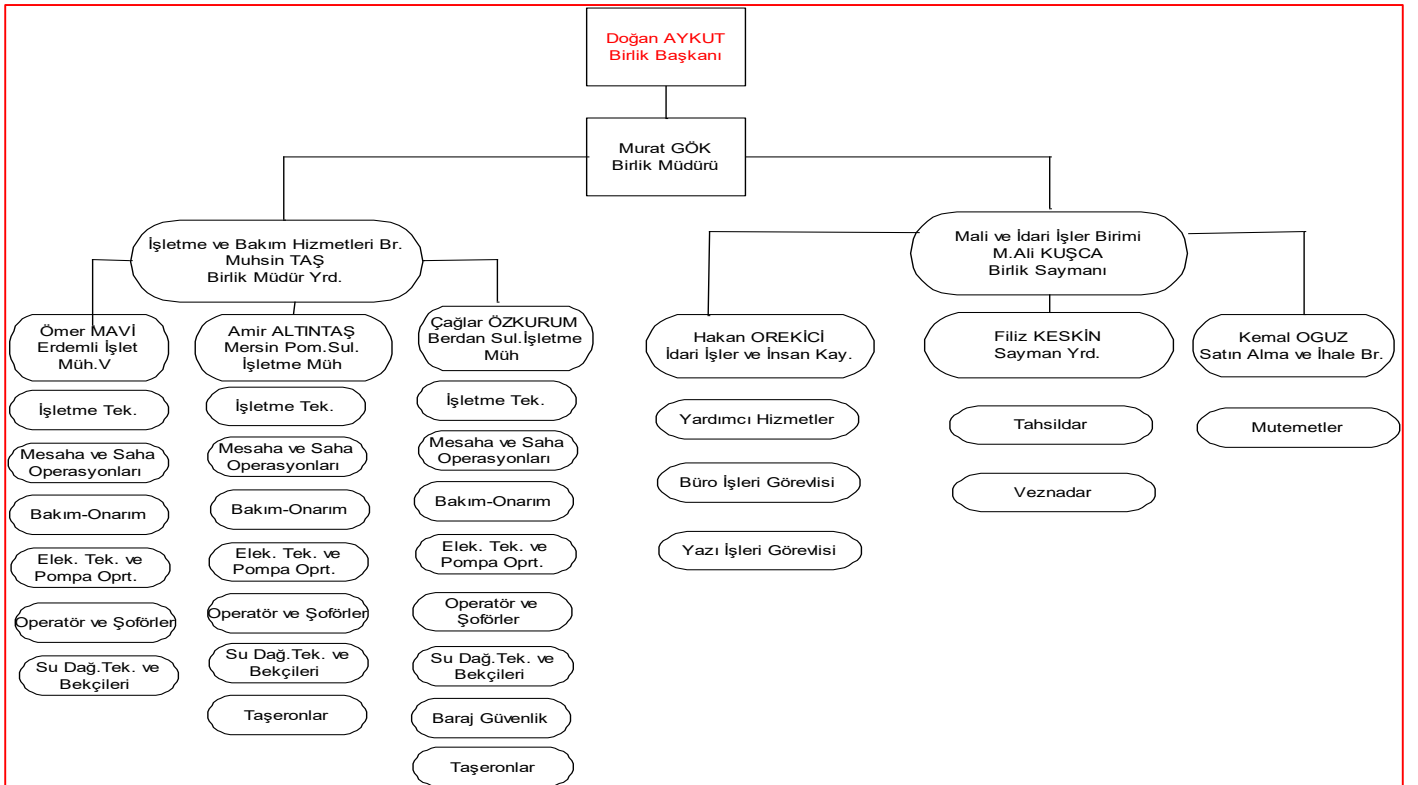 Doğan AYKUT
Birlik Başkanı
Murat GÖK
Birlik Müdürü
İşletme ve Bakım Hizmetleri Br.
Muhsin TAŞ
Birlik Müdür Yrd.
Mali ve İdari İşler Birimi
M.Ali KUŞCA
Birlik Saymanı
Ömer MAVİ
Erdemli İşlet
Müh.V
İşletme Tek.
Mesaha ve Saha
Operasyonları
Bakım-Onarım
Elek. Tek. ve
Pompa Oprt.
Operatör ve Şoförler
Su Dağ.Tek. ve
Bekçileri
Amir ALTINTAŞ
Mersin Pom.Sul.
İşletme Müh
İşletme Tek.
Mesaha ve Saha
Operasyonları
Bakım-Onarım
Elek. Tek. ve
Pompa Oprt.
Operatör ve Şoförler
Su Dağ.Tek. ve
Bekçileri
Taşeronlar
Çağlar ÖZKURUM
Berdan Sul.İşletme
Müh
İşletme Tek.
Mesaha ve Saha
Operasyonları
Bakım-Onarım
Elek. Tek. ve
Pompa Oprt.
Operatör ve
Şoförler
Su Dağ.Tek. ve
Bekçileri
Baraj Güvenlik
Taşeronlar
Hakan OREKİCİ
İdari İşler ve İnsan Kay.
Yardımcı Hizmetler
Büro İşleri Görevlisi
Yazı İşleri Görevlisi
Filiz KESKİN
Sayman Yrd.
Tahsildar
Veznadar
Kemal OGUZ
Satın Alma ve İhale Br.
Mutemetler